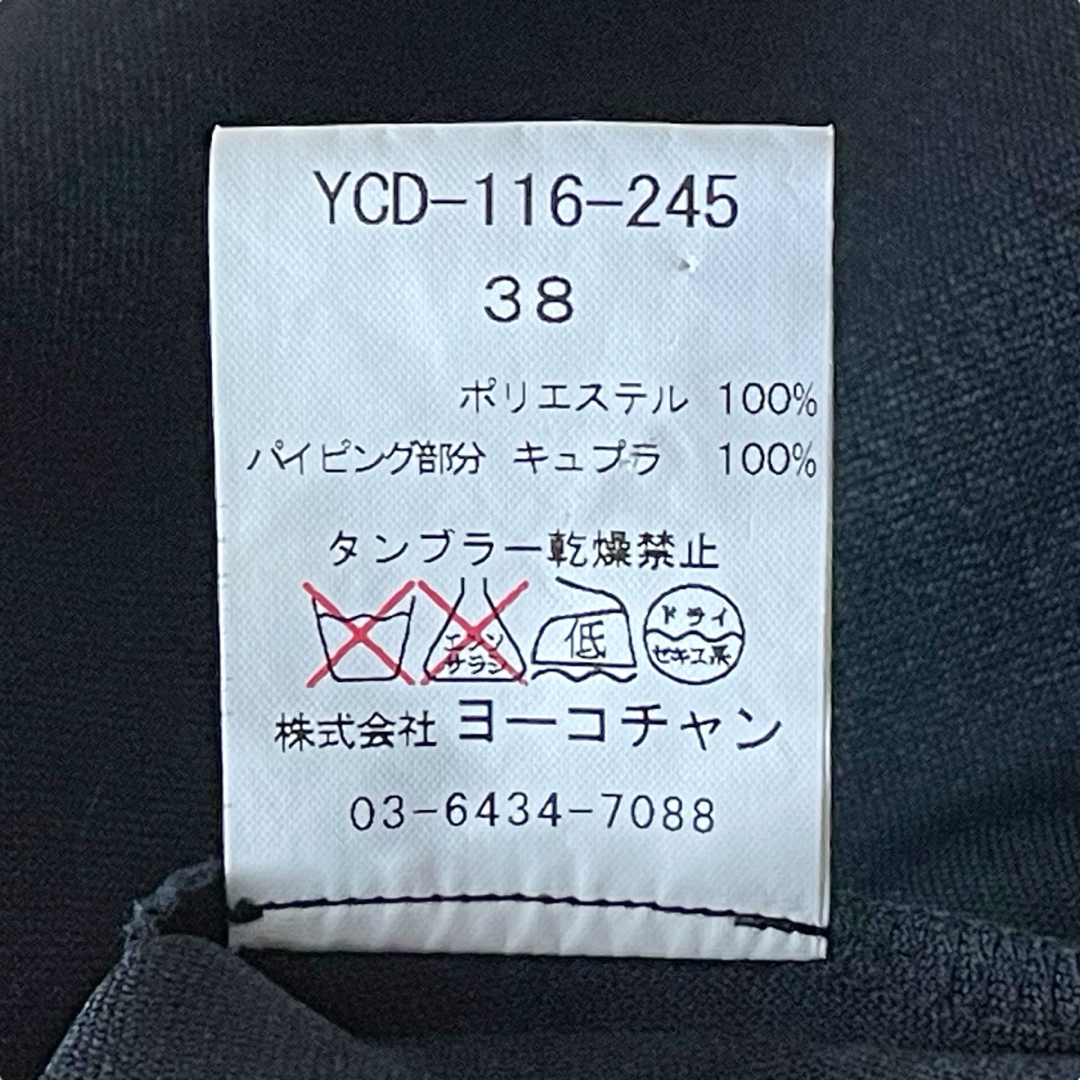 YCD-116-245
38
ポリエステル 100%
パイピング部分 キュプラ 100%
タンブラー乾燥禁止
エンソ
サラシ
低
ドライ
セキユ系
株式会社 ヨーコチャン
03-6434-7088